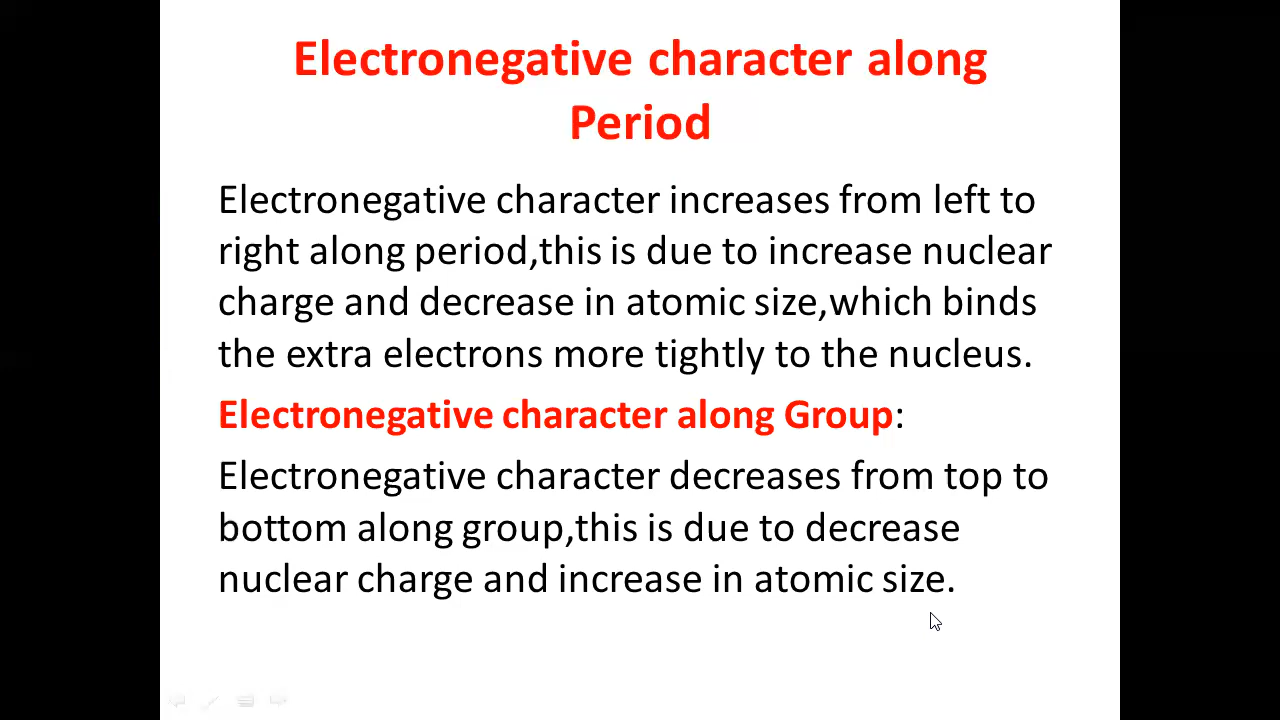 Electronegative character along
Period
Electronegative character increases from left to
right along period,this is due to increase nuclear
charge and decrease in atomic size,which binds
the extra electrons more tightly to the nucleus.
Electronegative character along Group:
Electronegative character decreases from top to
bottom along group,this is due to decrease
nuclear charge and increase in atomic size.